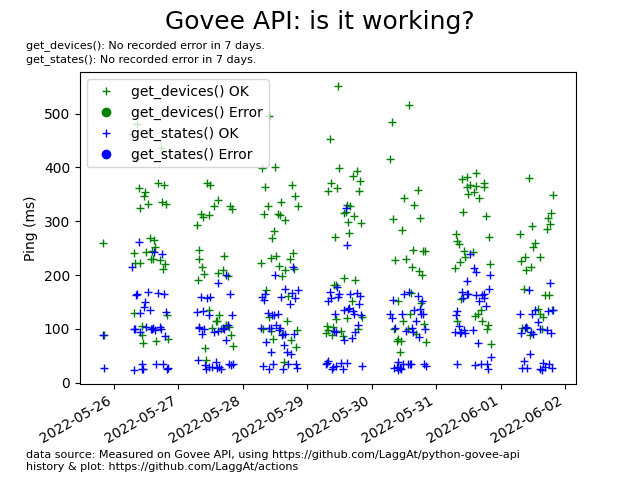 Govee API: is it working?
get_devices(): No recorded error in 7 days.
get_states(): No recorded error in 7 days.
get_devices() OK
get_devices() Error
get_states() OK
get_states() Error
Ping (ms)
500
400
300
200
100
0
2022-05-26
2022-05-27
2022-05-28
2022-05-29
2022-05-30
2022-05-31
2022-06-01
2022-06-02
data source: Measured on Govee API, using https://github.com/LaggAt/python-govee-api
history & plot: https://github.com/LaggAt/actions